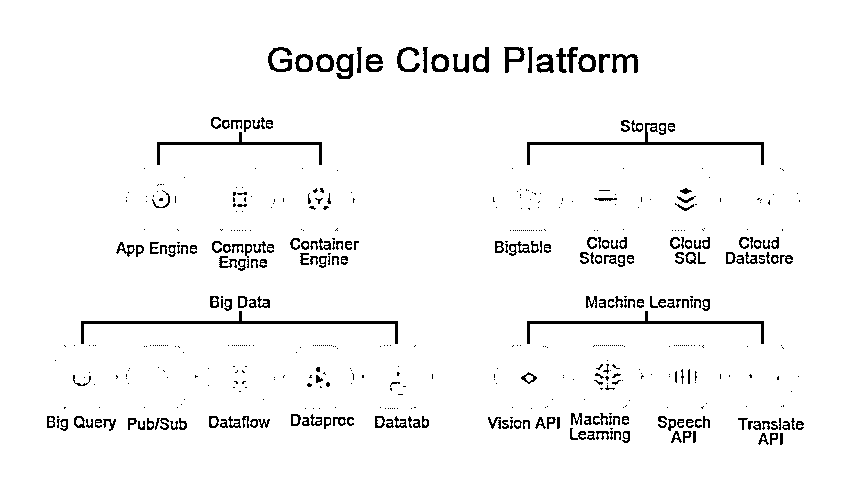 Google Cloud Platform
Compute
Storage
App Engine
Compute
Engine
Container
Engine
Bigtable
Cloud
Storage
Cloud
SQL
Cloud
Datastore
Big Data
Machine Learning
Big Query
Pub/Sub
Dataflow
Dataproc
Datatab
Vision API
Machine
Learning
Speech
API
Translate
API